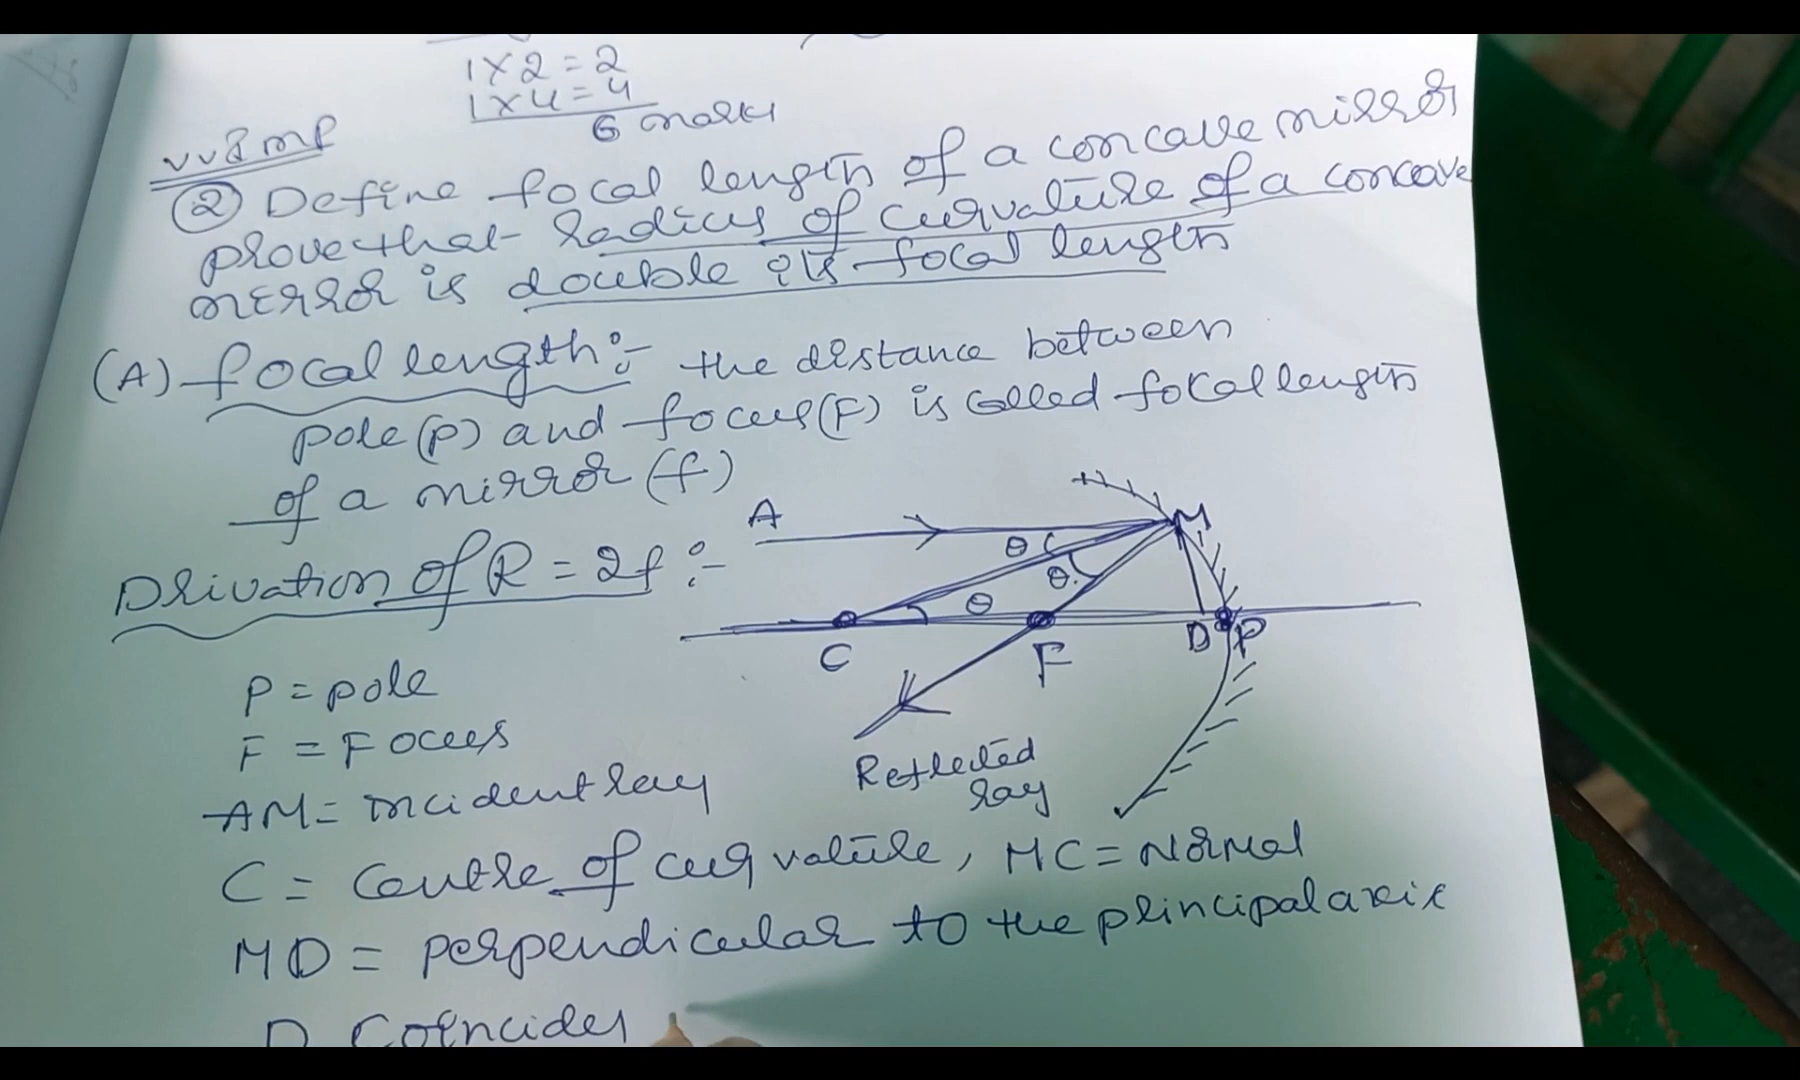 1 X 2 = 2
1 X 4 = 4
6 marks
vv Imp
(2) Define focal length of a concave mirror
prove that radius of curvature of a concave
mirror is double its focal length
(A) focal length :- the distance between
pole (P) and focus (F) is called focal length
of a mirror (f)
Drivation of R = 2f :-
A
M
θ
θ
θ
C
F
D
P
Reflected
ray
P = pole
F = Focus
AM = incident ray
C = Centre of curvature, MC = Normal
MD = perpendicular to the principal axis
D Coincides